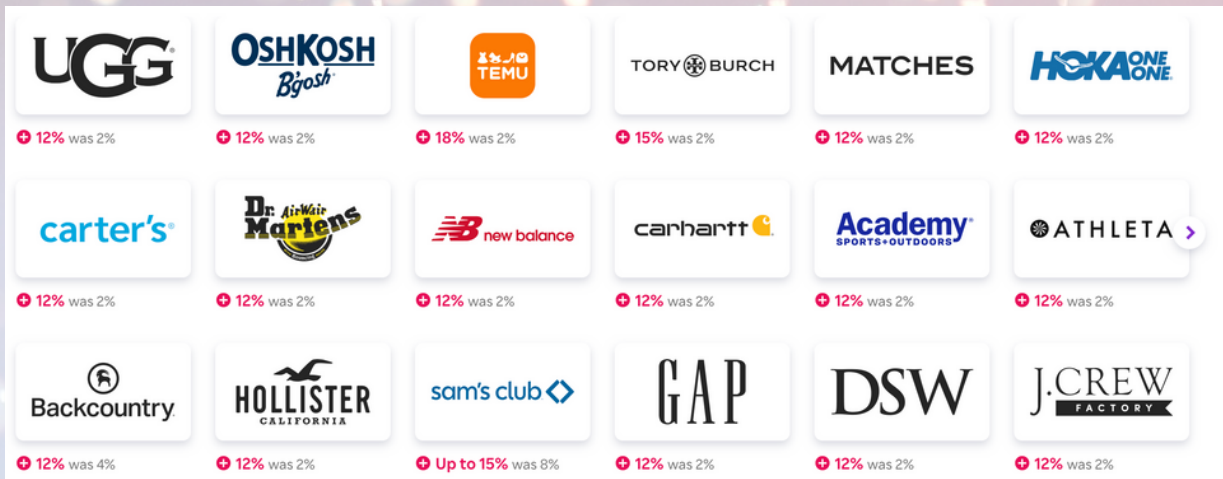 UGG®
OSHKOSH
B'gosh
TEMU
TORY BURCH
MATCHES
HOKA ONE ONE
12% was 2%
12% was 2%
18% was 2%
15% was 2%
12% was 2%
12% was 2%
carter's®
Dr. AirWair
Martens
new balance
carhartt
Academy®
SPORTS+OUTDOORS
ATHLETA
12% was 2%
12% was 2%
12% was 2%
12% was 2%
12% was 2%
12% was 2%
Backcountry
HOLLISTER
CALIFORNIA
sam's club
GAP
DSW
J.CREW
FACTORY
12% was 4%
12% was 2%
Up to 15% was 8%
12% was 2%
12% was 2%
12% was 2%